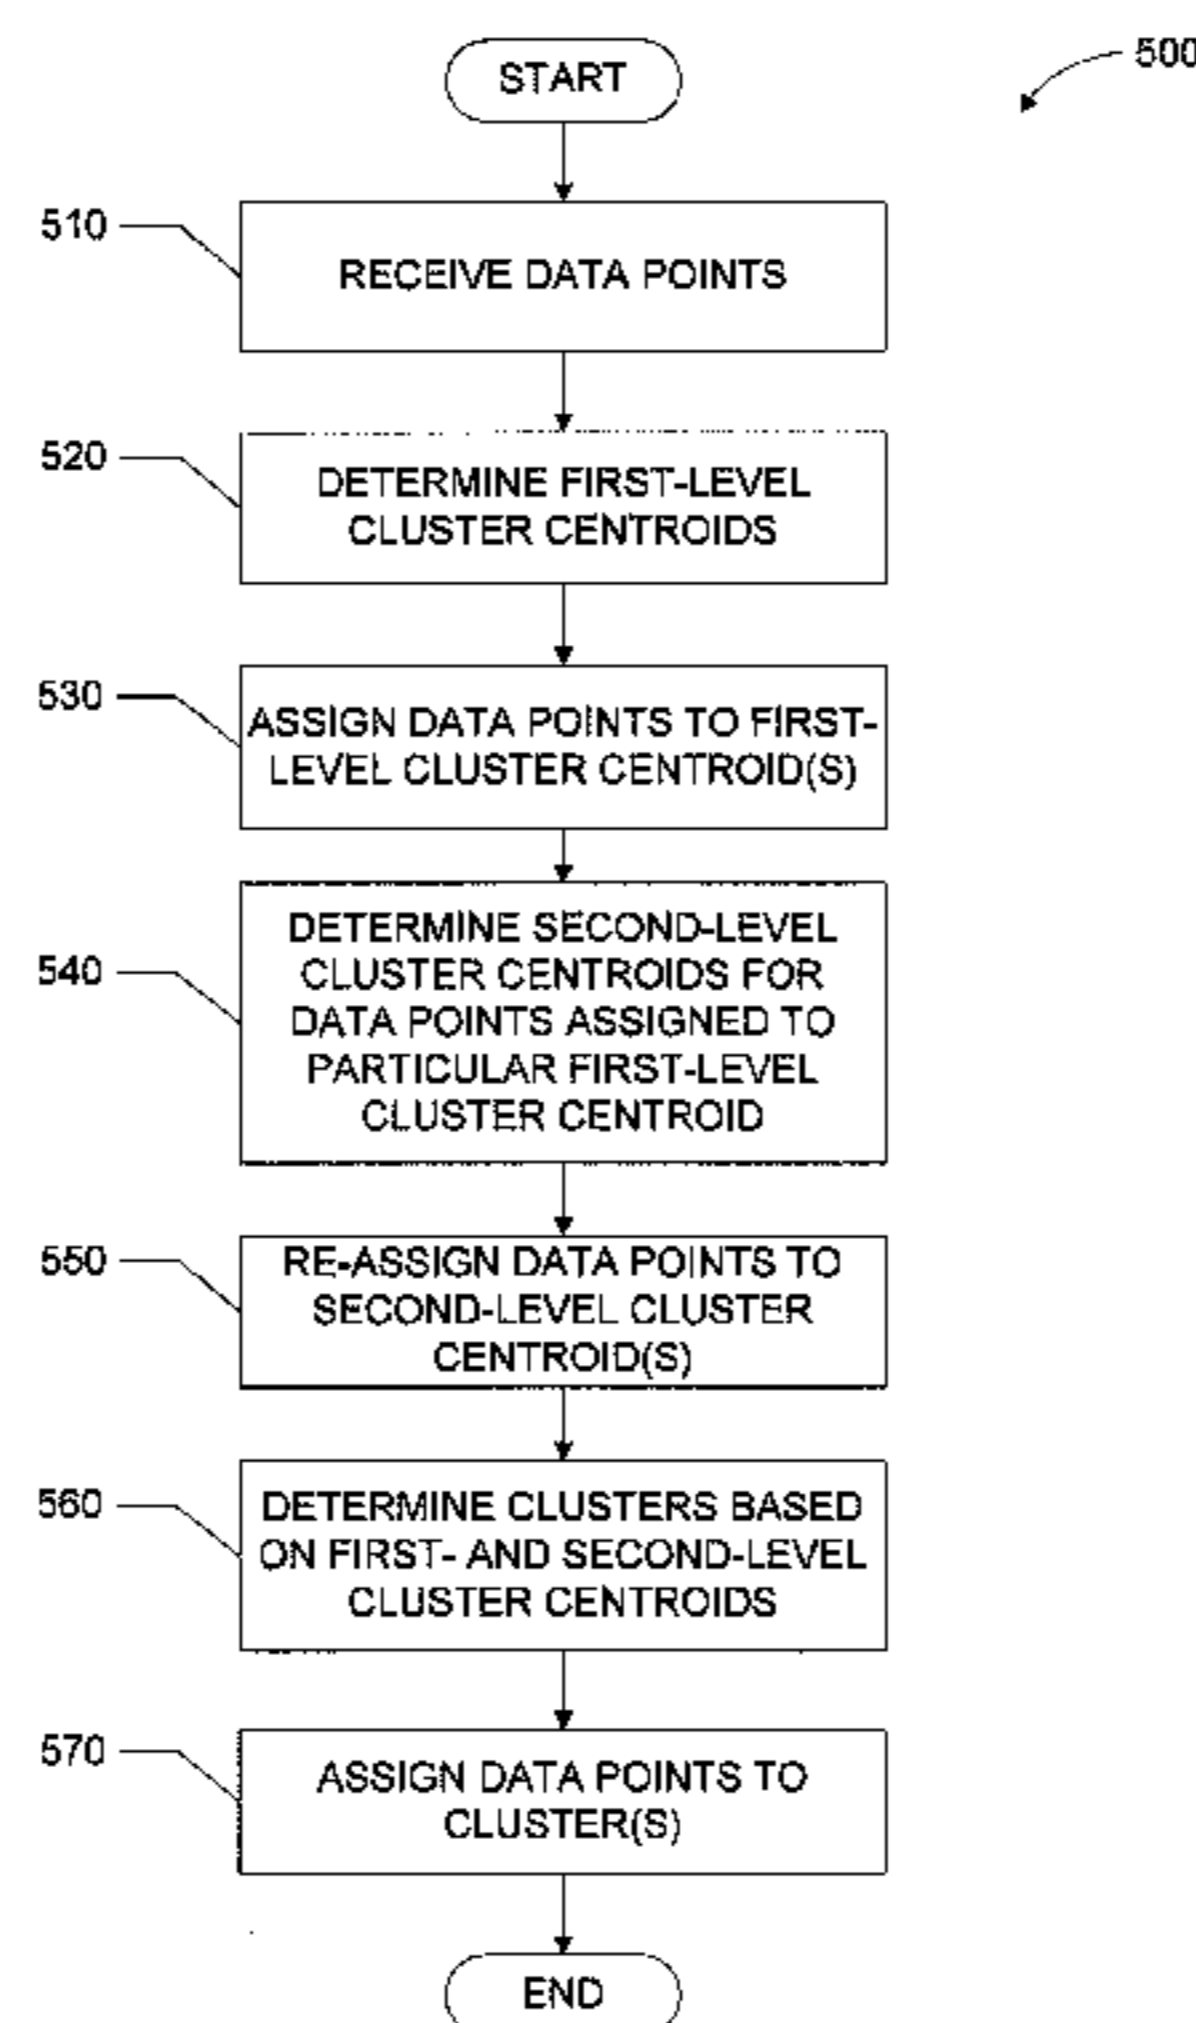 START
500
510
RECEIVE DATA POINTS
520
DETERMINE FIRST-LEVEL
CLUSTER CENTROIDS
530
ASSIGN DATA POINTS TO FIRST-
LEVEL CLUSTER CENTROID(S)
540
DETERMINE SECOND-LEVEL
CLUSTER CENTROIDS FOR
DATA POINTS ASSIGNED TO
PARTICULAR FIRST-LEVEL
CLUSTER CENTROID
550
RE-ASSIGN DATA POINTS TO
SECOND-LEVEL CLUSTER
CENTROID(S)
560
DETERMINE CLUSTERS BASED
ON FIRST- AND SECOND-LEVEL
CLUSTER CENTROIDS
570
ASSIGN DATA POINTS TO
CLUSTER(S)
END